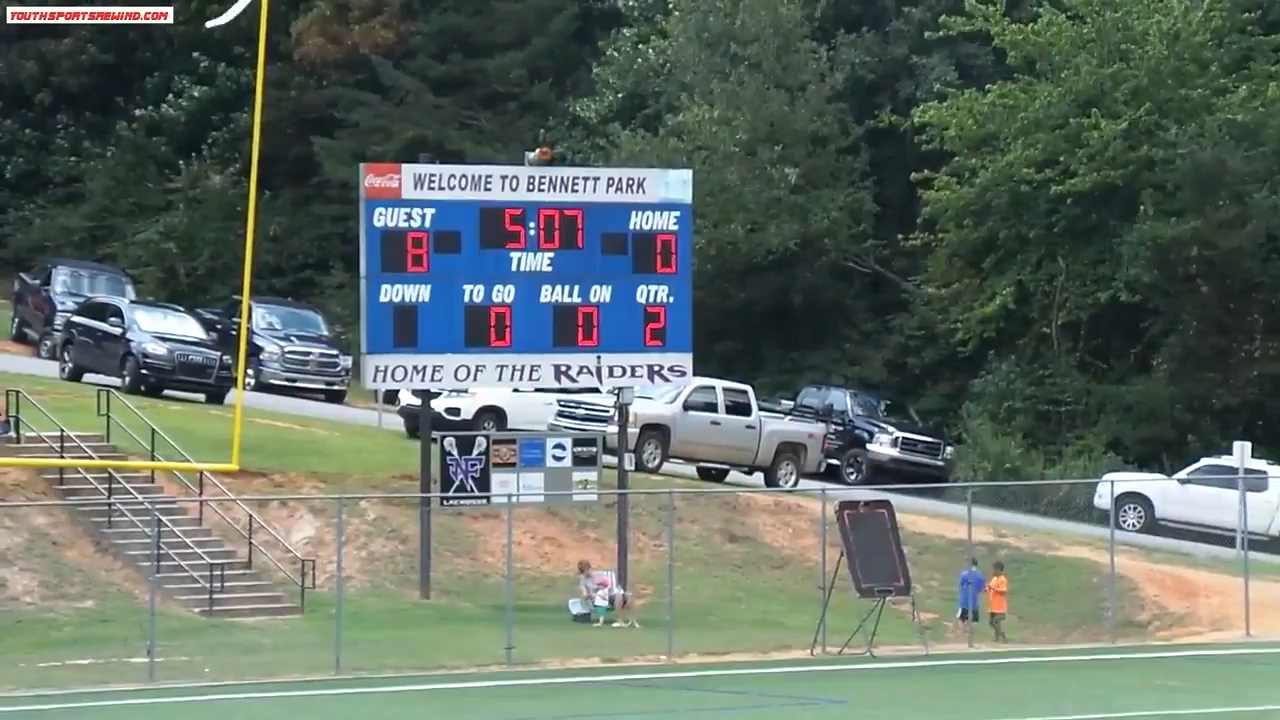 YOUTHSPORTSREWIND.COM
Coca-Cola
WELCOME TO BENNETT PARK
GUEST 5:07 HOME
8 TIME 0
DOWN TO GO BALL ON QTR.
0 0 2
HOME OF THE RAIDERS
NF
LACROSSE